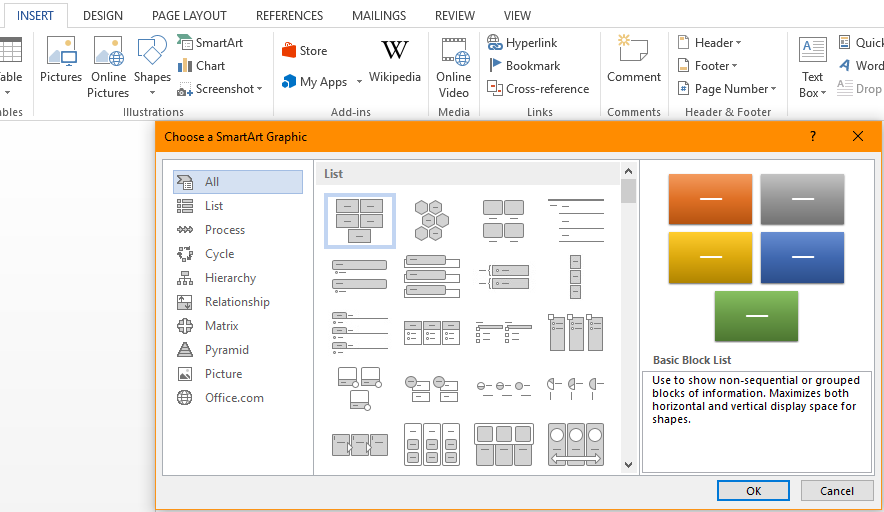 INSERT DESIGN PAGE LAYOUT REFERENCES MAILINGS REVIEW VIEW
able
Pictures
Online
Pictures
Shapes
SmartArt
Chart
Screenshot
Store
My Apps
W
Wikipedia
Online
Video
Hyperlink
Bookmark
Cross-reference
Comment
Header
Footer
Page Number
#
Text
Box
A
Quick
A Word
A Drop
bles Illustrations Add-ins Media Links Comments Header & Footer
Choose a SmartArt Graphic ?
All
List
Process
Cycle
Hierarchy
Relationship
Matrix
Pyramid
Picture
Office.com
List
Basic Block List
Use to show non-sequential or grouped
blocks of information. Maximizes both
horizontal and vertical display space for
shapes.
OK Cancel